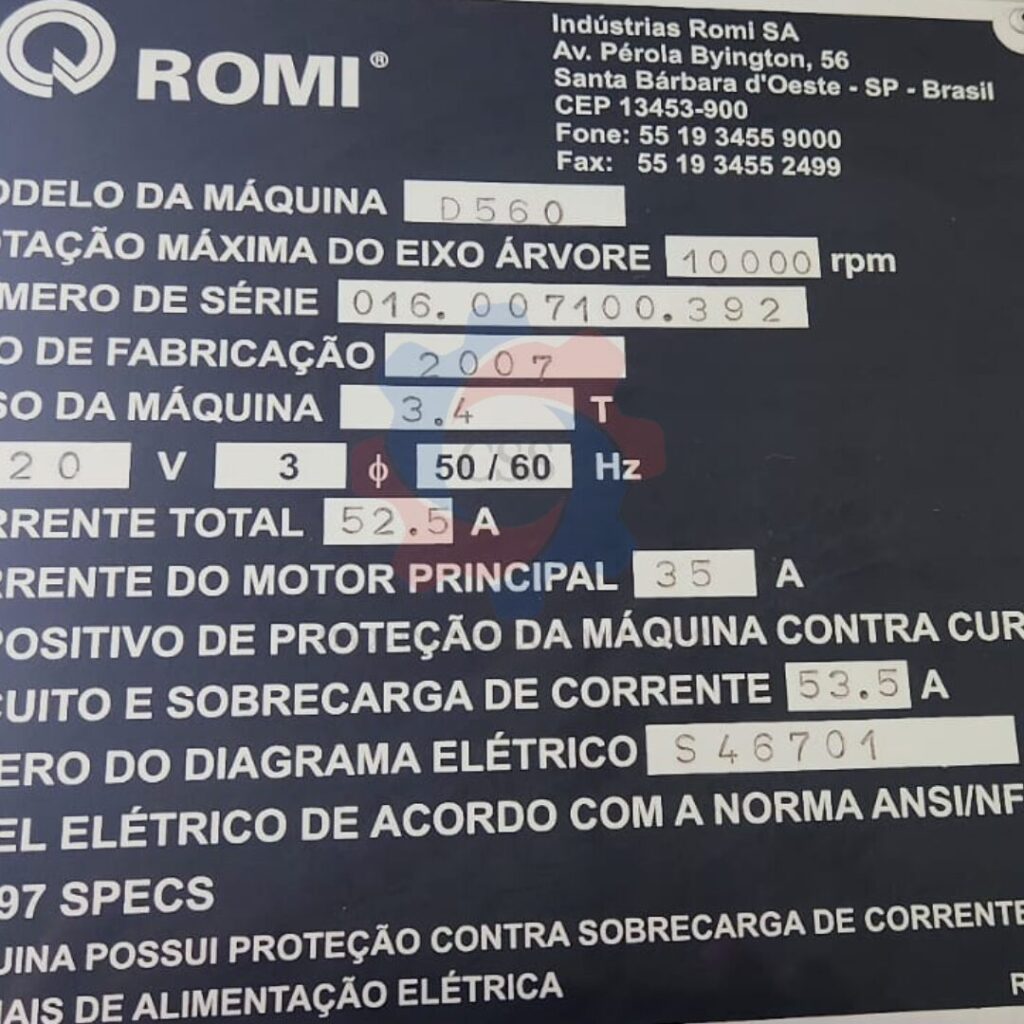 ROMI®
Indústrias Romi SA
Av. Pérola Byington, 56
Santa Bárbara d'Oeste - SP - Brasil
CEP 13453-900
Fone: 55 19 3455 9000
Fax: 55 19 3455 2499
ODELO DA MÁQUINA D560
OTAÇÃO MÁXIMA DO EIXO ÁRVORE 10000 rpm
MERO DE SÉRIE 016.007100.392
O DE FABRICAÇÃO 2007
SO DA MÁQUINA 3.4 T
20 V 3 ϕ 50 / 60 Hz
RRENTE TOTAL 52.5 A
RRENTE DO MOTOR PRINCIPAL 35 A
POSITIVO DE PROTEÇÃO DA MÁQUINA CONTRA CUR
CUITO E SOBRECARGA DE CORRENTE 53.5 A
ERO DO DIAGRAMA ELÉTRICO S46701
EL ELÉTRICO DE ACORDO COM A NORMA ANSI/NF
97 SPECS
UINA POSSUI PROTEÇÃO CONTRA SOBRECARGA DE CORRENTE
AIS DE ALIMENTAÇÃO ELÉTRICA
R